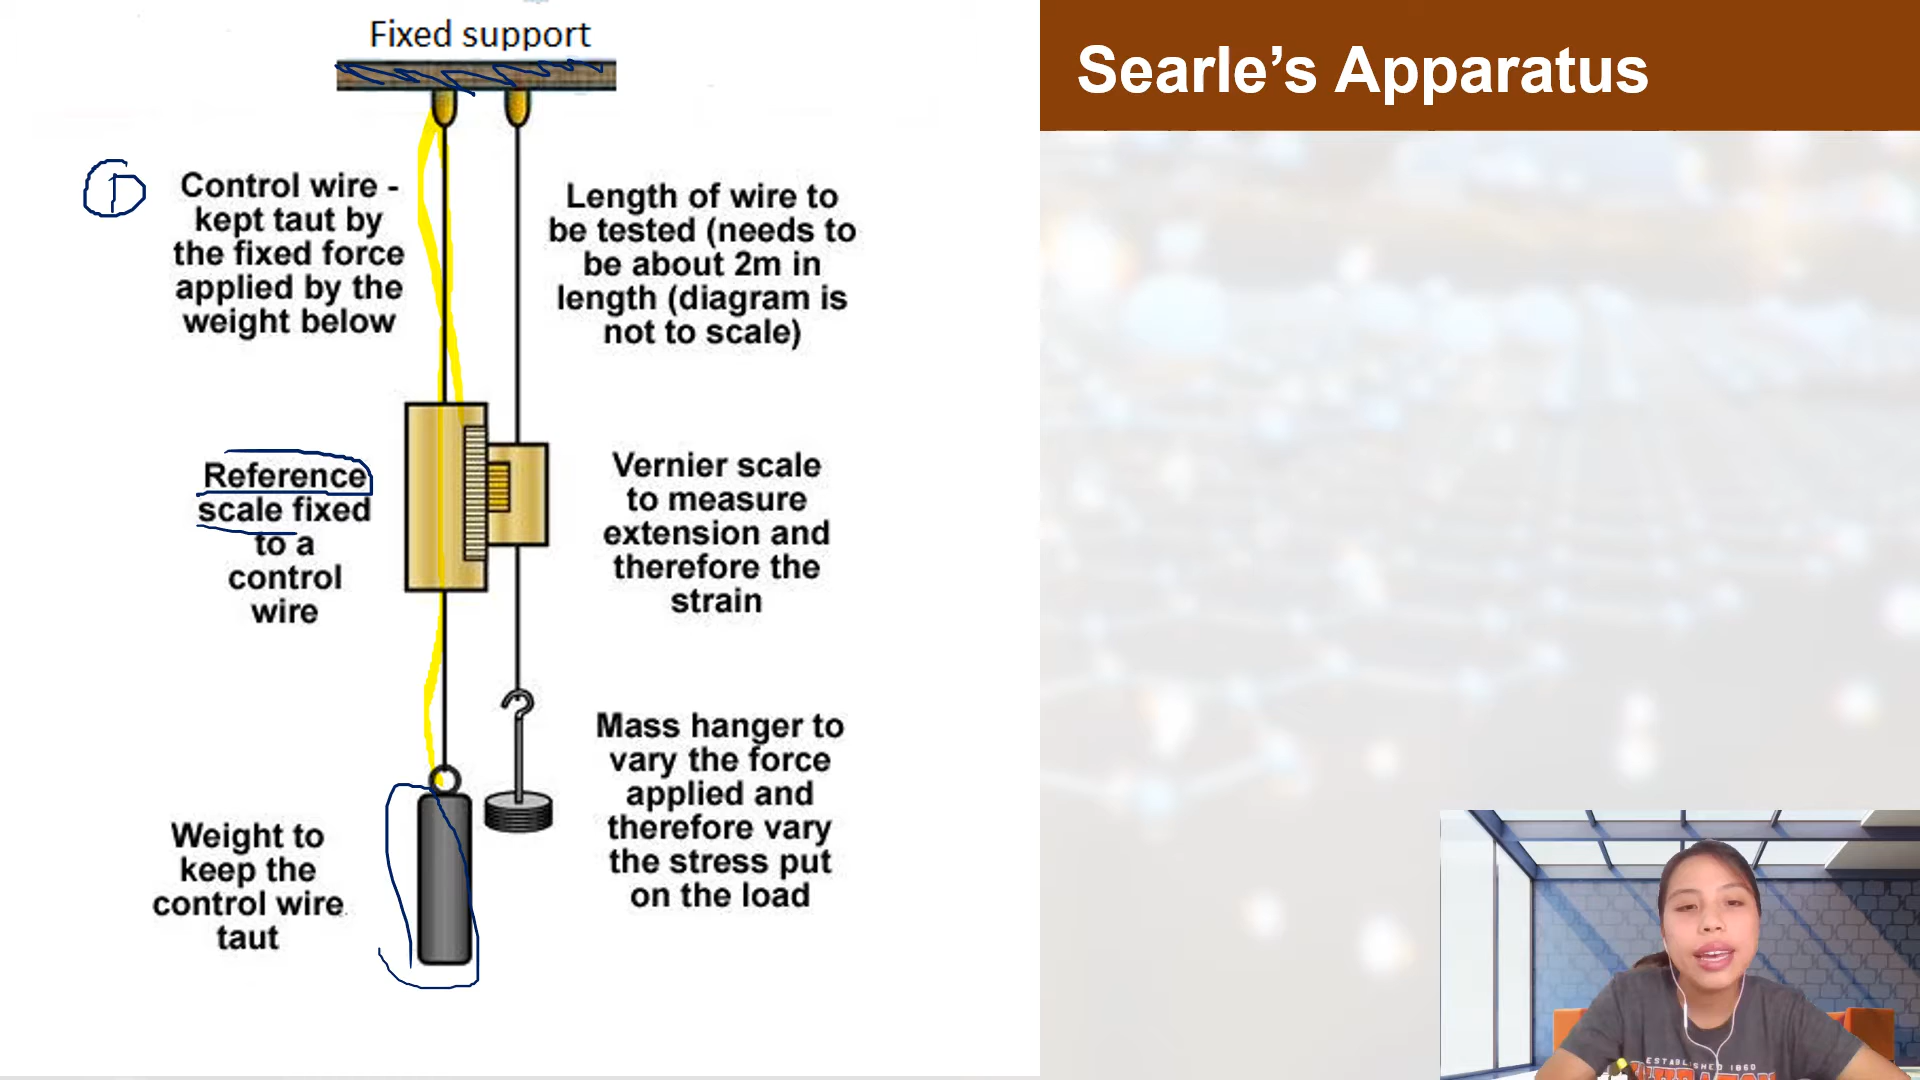 Fixed support
Searle’s Apparatus
Control wire -
kept taut by
the fixed force
applied by the
weight below
Length of wire to
be tested (needs to
be about 2m in
length (diagram is
not to scale)
Reference
scale fixed
to a
control
wire
Vernier scale
to measure
extension and
therefore the
strain
Mass hanger to
vary the force
applied and
therefore vary
the stress put
on the load
Weight to
keep the
control wire
taut
ESTABLISHED 1860